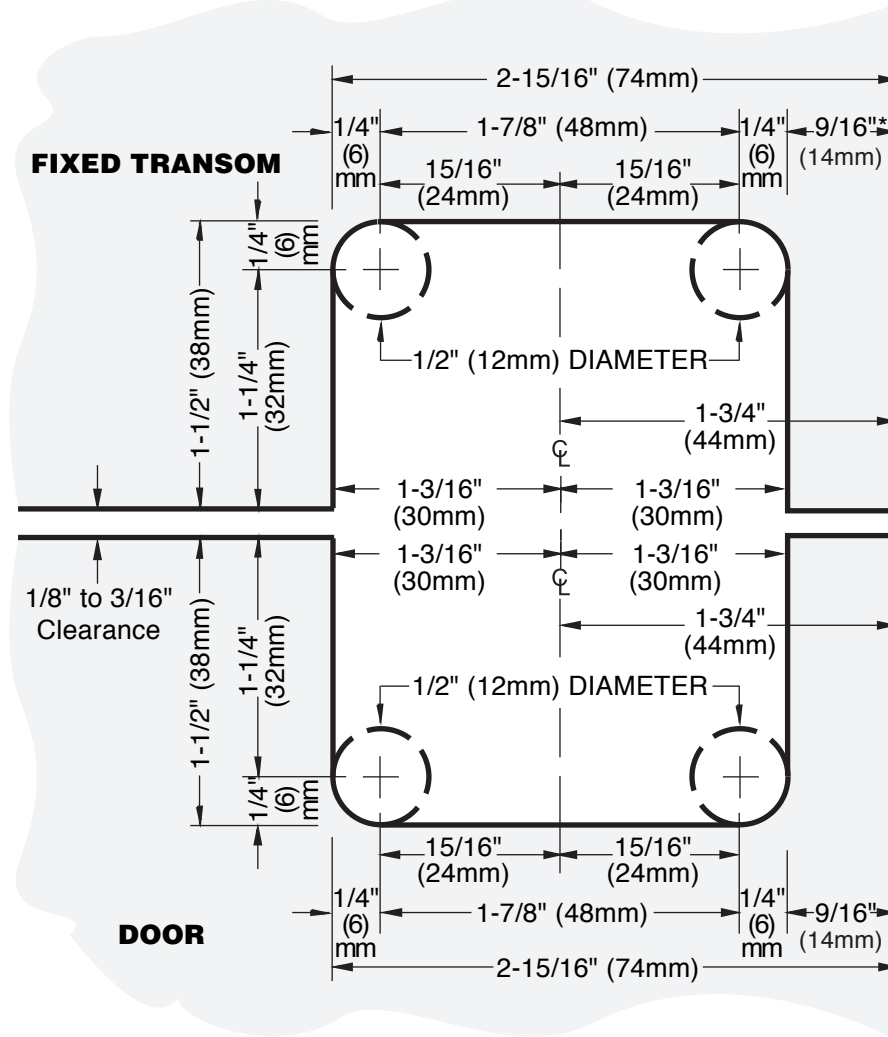 2-15/16" (74mm)
1/4"
(6)
mm
1-7/8" (48mm)
1/4"
(6)
mm
9/16"*
(14mm)
FIXED TRANSOM
15/16"
(24mm)
15/16"
(24mm)
1/4"
(6)
mm
1-1/2" (38mm)
1-1/4"
(32mm)
1/2" (12mm) DIAMETER
1-3/4"
(44mm)
CL
1-3/16"
(30mm)
1-3/16"
(30mm)
1-3/16"
(30mm)
1-3/16"
(30mm)
CL
1/8" to 3/16"
Clearance
1-3/4"
(44mm)
1-1/2" (38mm)
1-1/4"
(32mm)
1/2" (12mm) DIAMETER
1/4"
(6)
mm
15/16"
(24mm)
15/16"
(24mm)
1/4"
(6)
mm
1-7/8" (48mm)
1/4"
(6)
mm
9/16"*
(14mm)
DOOR
2-15/16" (74mm)